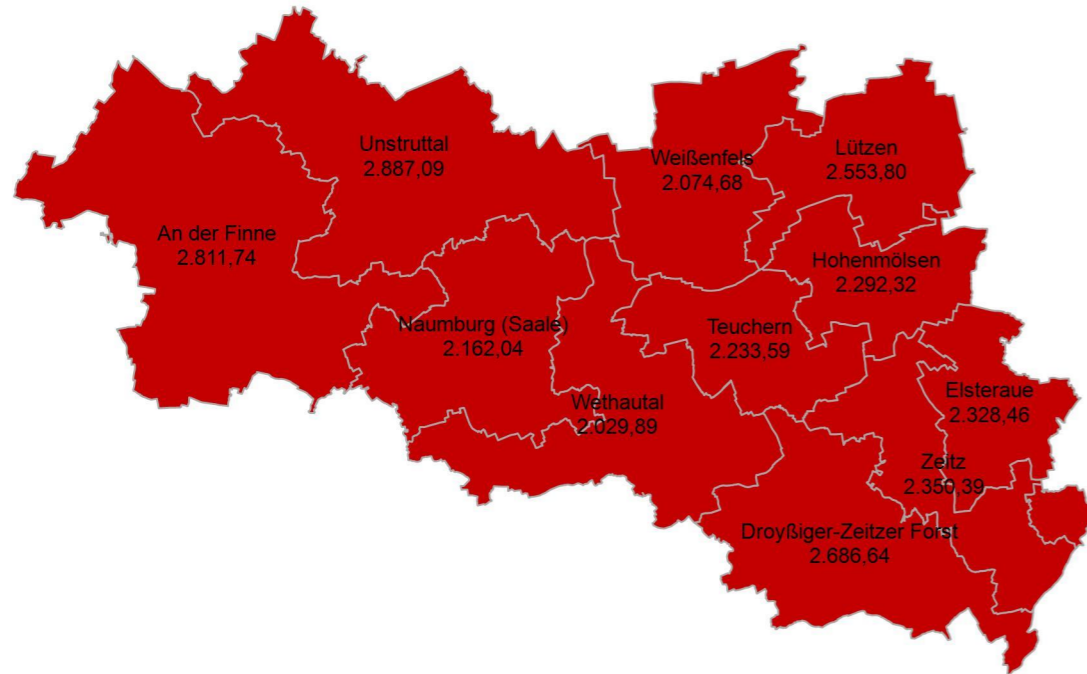 Unstruttal
2.887,09
Weißenfels
2.074,68
Lützen
2.553,80
An der Finne
2.811,74
Hohenmölsen
2.292,32
Naumburg (Saale)
2.162,04
Teuchern
2.233,59
Wethautal
2.029,89
Elsteraue
2.328,46
Zeitz
2.350,39
Droyßiger-Zeitzer Forst
2.686,64